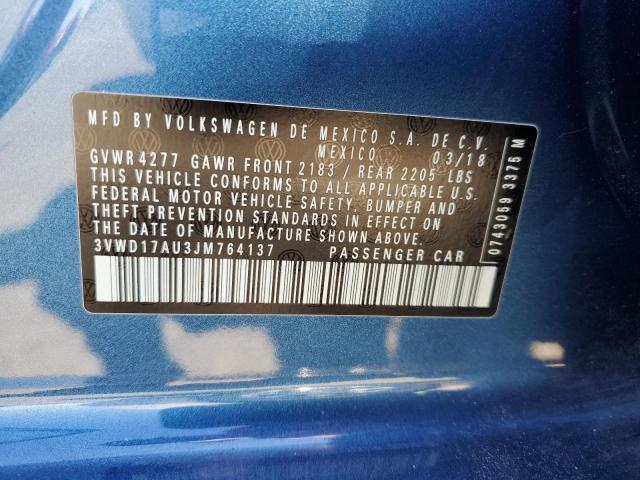 MFD BY VOLKSWAGEN DE MEXICO S.A. DE C.V.
MEXICO 03/18
GVWR 4277 GAWR FRONT 2183 / REAR 2205 LBS
THIS VEHICLE CONFORMS TO ALL APPLICABLE U.S.
FEDERAL MOTOR VEHICLE SAFETY, BUMPER AND
THEFT PREVENTION STANDARDS IN EFFECT ON
THE DATE OF MANUFACTURE SHOWN ABOVE.
3VWD17AU3JM764137 PASSENGER CAR
0743059 3375 M